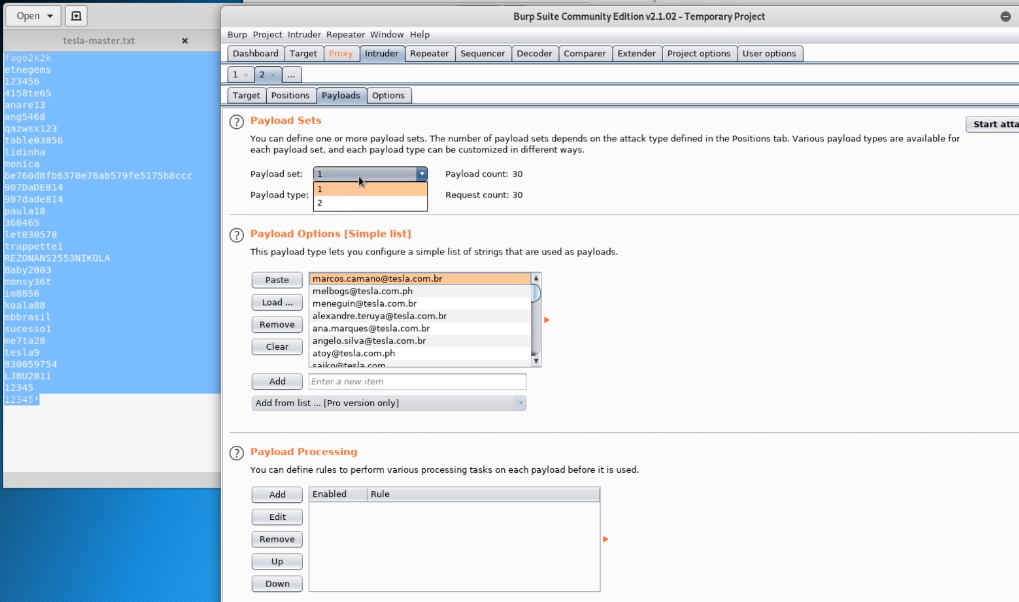 Open
tesla-master.txt
fago2k2k
etnegems
123456
4158te65
anare13
ang5468
qazwsx123
table03856
lidinha
monica
6e760d8fb6370e76ab579fe5175b8ccc
907DaDE814
907dade814
paula18
360465
let030578
trappette1
REZONANS2553NIKOLA
Baby2003
mmnsy36t
im8856
koala88
mbbrasil
sucesso1
me7ta28
tesla9
830059754
LJBU2011
12345
12345'
Burp Suite Community Edition v2.1.02 - Temporary Project
Burp Project Intruder Repeater Window Help
Dashboard Target Proxy Intruder Repeater Sequencer Decoder Comparer Extender Project options User options
1 × 2 × ...
Target Positions Payloads Options
? Payload Sets
Start atta
You can define one or more payload sets. The number of payload sets depends on the attack type defined in the Positions tab. Various payload types are available for
each payload set, and each payload type can be customized in different ways.
Payload set: 1 Payload count: 30
1
Payload type: Request count: 30
2
? Payload Options [Simple list]
This payload type lets you configure a simple list of strings that are used as payloads.
Paste
Load ...
Remove
Clear
marcos.camano@tesla.com.br
melbogs@tesla.com.ph
meneguin@tesla.com.br
alexandre.teruya@tesla.com.br
ana.marques@tesla.com.br
angelo.silva@tesla.com.br
atoy@tesla.com.ph
saiko@tesla.com
Add Enter a new item
Add from list ... [Pro version only]
? Payload Processing
You can define rules to perform various processing tasks on each payload before it is used.
Add
Edit
Remove
Up
Down
Enabled Rule